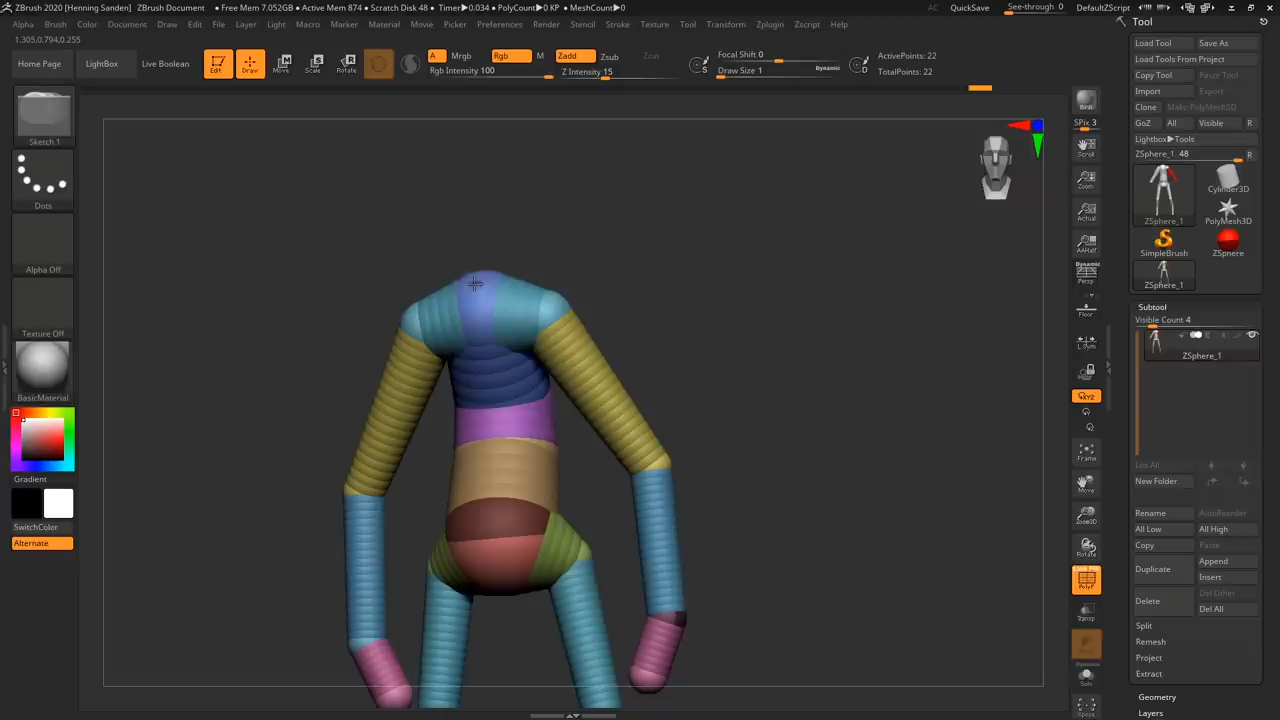 ZBrush 2020 [Henning Sanden] ZBrush Document • Free Mem 7.052GB • Active Mem 874 • Scratch Disk 48 • Timer▶0.034 • PolyCount▶0 KP • MeshCount▶0 AC QuickSave See-through 0 Menus DefaultZScript
Alpha Brush Color Document Draw Edit File Layer Light Macro Marker Material Movie Picker Preferences Render Stencil Stroke Texture Tool Transform Zplugin Zscript Help
1.305,0.794,0.255
Home Page LightBox Live Boolean Edit Draw Move Scale Rotate
A Mrgb Rgb M Zadd Zsub Zcut
Rgb Intensity 100 Z Intensity 15
Focal Shift 0
Draw Size 1 Dynamic
ActivePoints: 22
TotalPoints: 22
Sketch 1
Dots
Alpha Off
Texture Off
BasicMaterial
Gradient
SwitchColor
Alternate
BPR
SPix 3
Scroll
Zoom
Actual
AAHalf
Dynamic
Persp
Floor
L.Sym
XYZ
Frame
Move
Zoom3D
Rotate
PolyF
Transp
Dynamic
Solo
Xpose
Tool
Load Tool Save As
Load Tools From Project
Copy Tool Paste Tool
Import Export
Clone Make PolyMesh3D
GoZ All Visible R
Lightbox▶Tools
ZSphere_1. 48 R
ZSphere_1 Cylinder3D
PolyMesh3D
SimpleBrush ZSphere
ZSphere_1
Subtool
Visible Count 4
ZSphere_1
List All
New Folder
Rename AutoReorder
All Low All High
Copy Paste
Duplicate Append
Insert
Delete Del Other
Del All
Split
Remesh
Project
Extract
Geometry
Layers